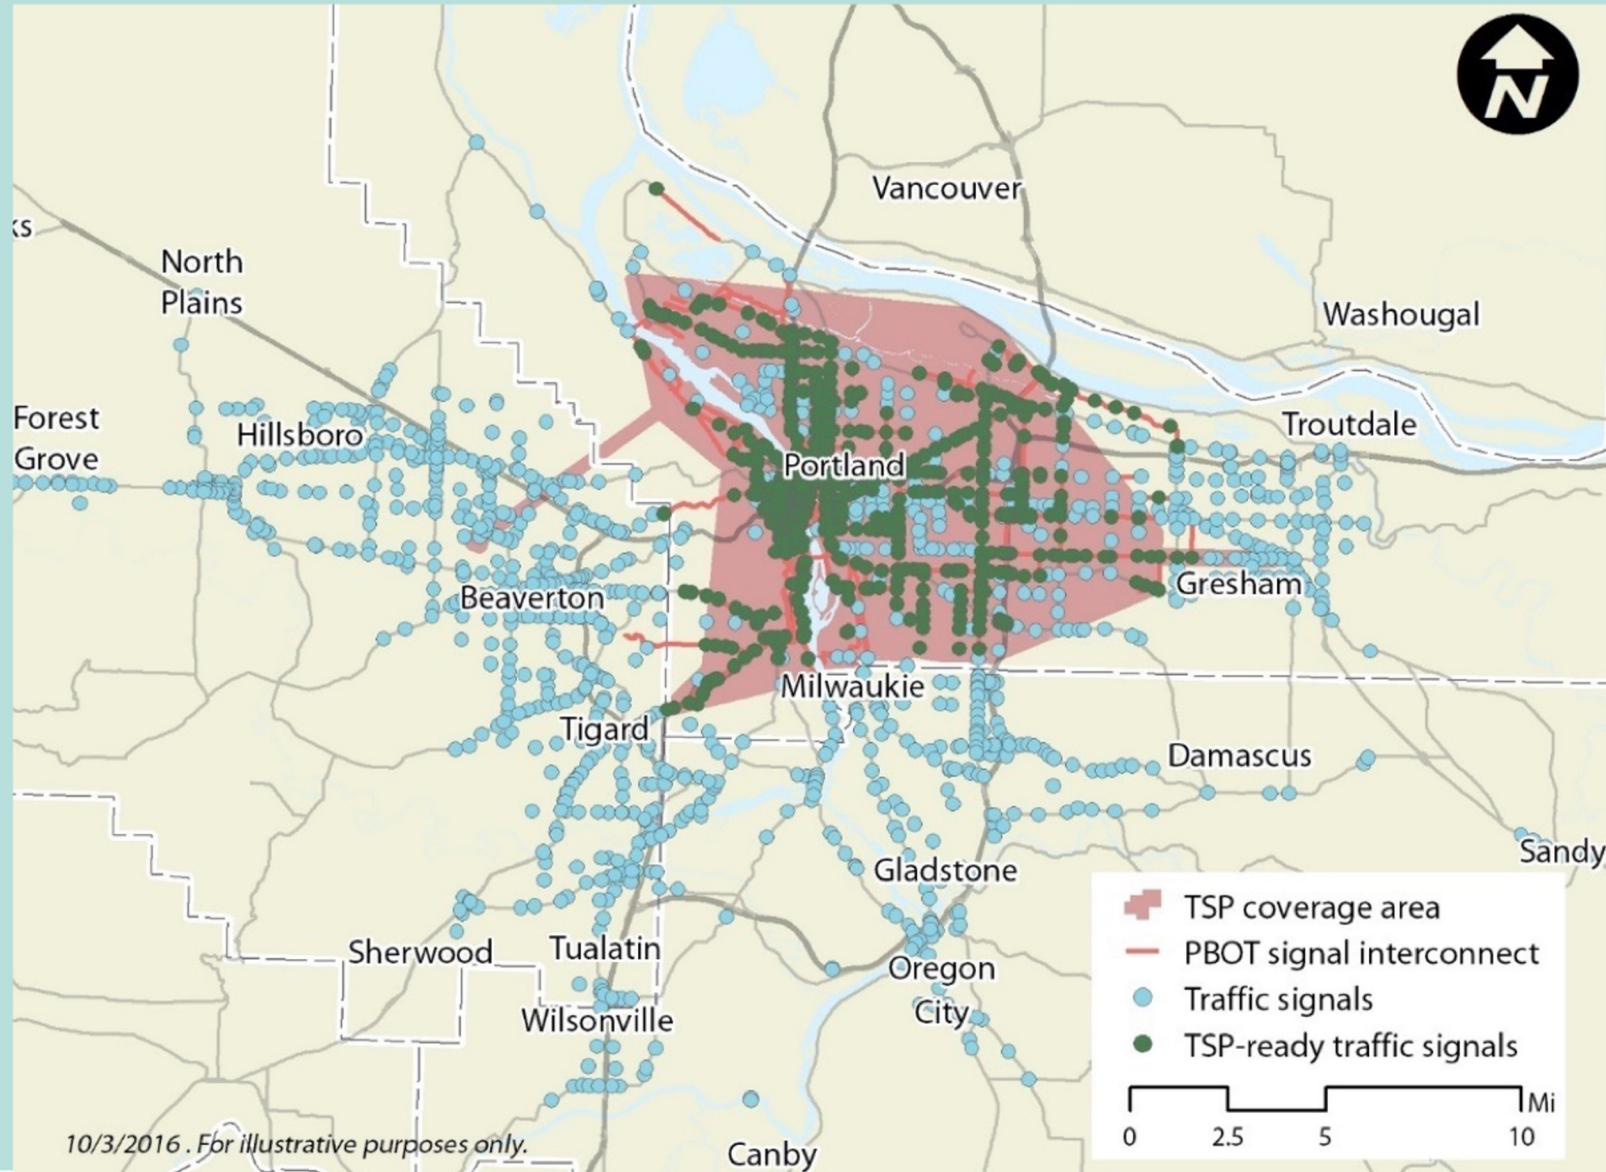 N
Vancouver
ks
North
Plains
Washougal
Forest
Grove
Hillsboro
Troutdale
Portland
Beaverton
Gresham
Milwaukie
Tigard
Damascus
Sandy
Gladstone
Sherwood
Tualatin
Oregon
City
Wilsonville
Canby
TSP coverage area
PBOT signal interconnect
Traffic signals
TSP-ready traffic signals
Mi
0 2.5 5 10
10/3/2016 . For illustrative purposes only.